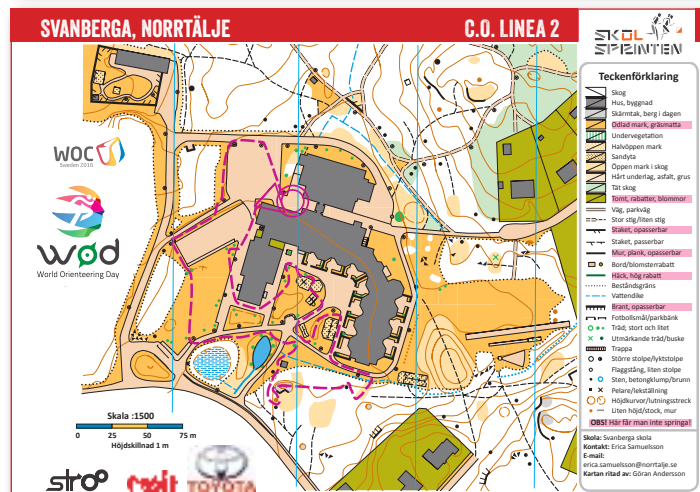 SVANBERGA, NORRTÄLJE
C.O. LINEA 2
SKOL
SPRINTEN
WOC
Sweden 2016
wod
World Orienteering Day
Teckenförklaring
Skog
Hus, byggnad
Skärmtak, berg i dagen
Odlad mark, gräsmatta
Undervegetation
Halvöppen mark
Sandyta
Öppen mark i skog
Hårt underlag, asfalt, grus
Tät skog
Tomt, rabatter, blommor
Väg, parkväg
Stor stig/liten stig
Staket, opasserbar
Staket, passerbar
Mur, plank, opasserbar
Bord/blomsterrabatt
Häck, hög rabatt
Beståndsgräns
Vattendike
Brant, opasserbar
Fotbollsmål/parkbänk
Träd; stort och litet
Utmärkande träd/buske
Trappa
Större stolpe/lyktstolpe
Flaggstång, liten stolpe
Sten, betongklump/brunn
Pelare/lekställning
Höjdkurvor/lutningsstreck
Liten höjd/stock, mur
OBS! Här får man inte springa!
Skola: Svanberga skola
Kontakt: Erica Samuelsson
E-mail:
erica.samuelsson@norrtalje.se
Kartan ritad av: Göran Andersson
Skala :1500
0 25 50 75 m
Höjdskillnad 1 m
TOYOTA